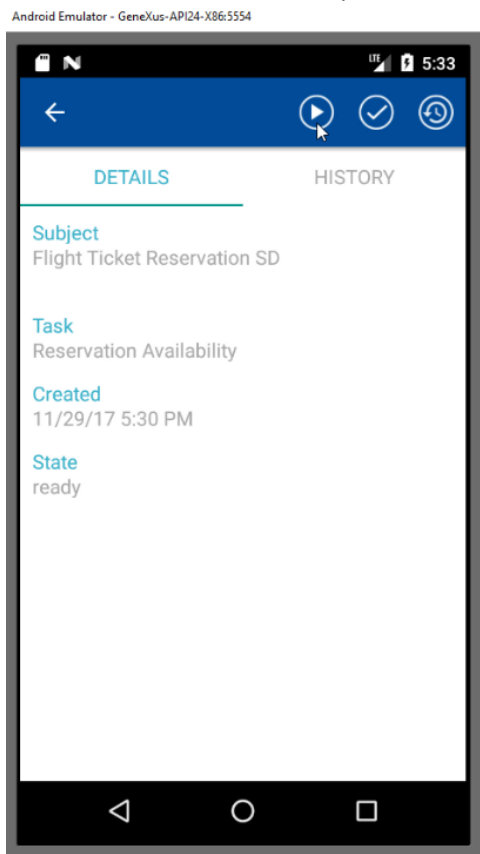 Android Emulator - GeneXus-API24-X86:5554
LTE 5:33
DETAILS HISTORY
Subject
Flight Ticket Reservation SD
Task
Reservation Availability
Created
11/29/17 5:30 PM
State
ready